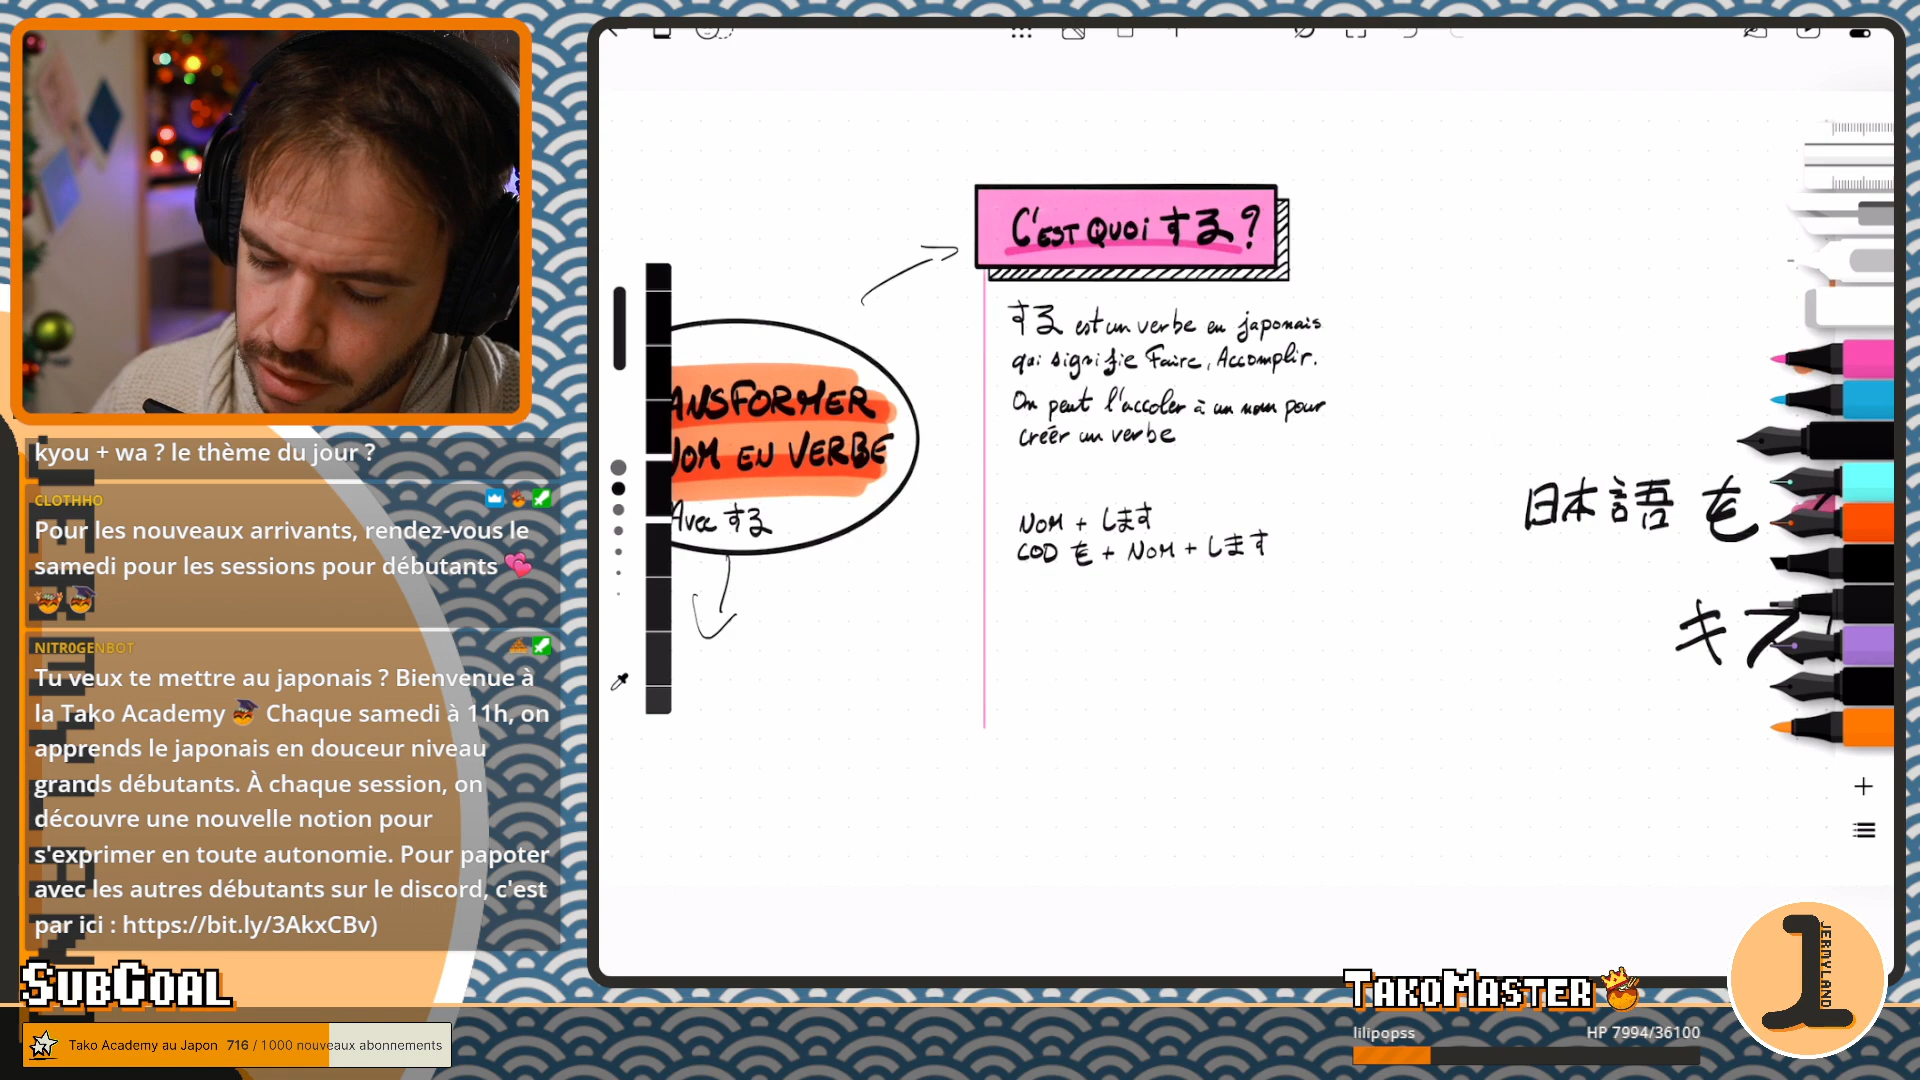 kyou + wa ? le thème du jour ?
CLOTHHO
Pour les nouveaux arrivants, rendez-vous le
samedi pour les sessions pour débutants
NITR0GENBOT
Tu veux te mettre au japonais ? Bienvenue à
la Tako Academy Chaque samedi à 11h, on
apprends le japonais en douceur niveau
grands débutants. À chaque session, on
découvre une nouvelle notion pour
s'exprimer en toute autonomie. Pour papoter
avec les autres débutants sur le discord, c'est
par ici : https://bit.ly/3AkxCBv)
SUBGOAL
Tako Academy au Japon 716 / 1000 nouveaux abonnements
ANSFORMER
NOM EN VERBE
Avec する
C'EST QUOI する ?
する est un verbe en japonais
qui signifie Faire, Accomplir.
On peut l'accoler à un nom pour
créer un verbe
NOM + します
COD を + NOM + します
日本語 を
キス
TAKOMASTER
lilipopss HP 7994/36100
JERMYLAND